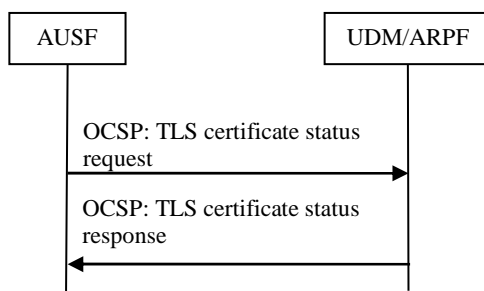 AUSF
UDM/ARPF
OCSP: TLS certificate status
request
OCSP: TLS certificate status
response